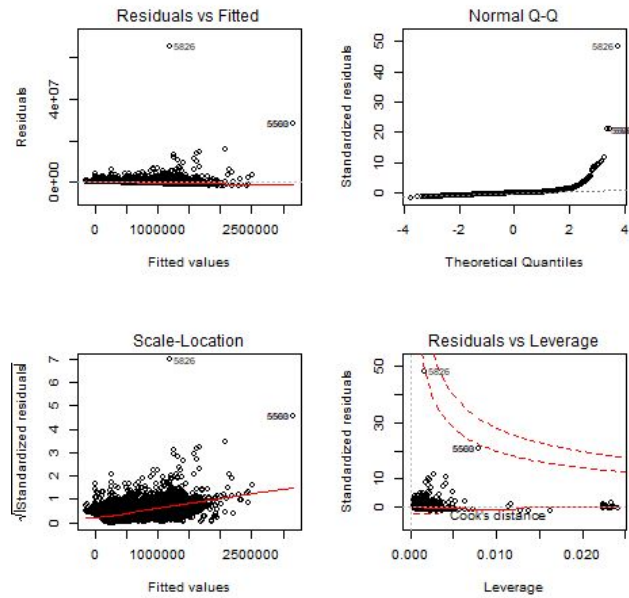 Residuals vs Fitted
Residuals
0e+00
4e+07
5826
0
1000000
2500000
Fitted values
Normal Q-Q
Standardized residuals
0
10
20
30
40
50
5826
-4
-2
0
2
4
Theoretical Quantiles
Scale-Location
√|Standardized residuals|
0
1
2
3
4
5
6
7
5826
0
1000000
2500000
Fitted values
Residuals vs Leverage
Standardized residuals
0
10
30
50
5826
Cook's distance
0.000
0.010
0.020
Leverage